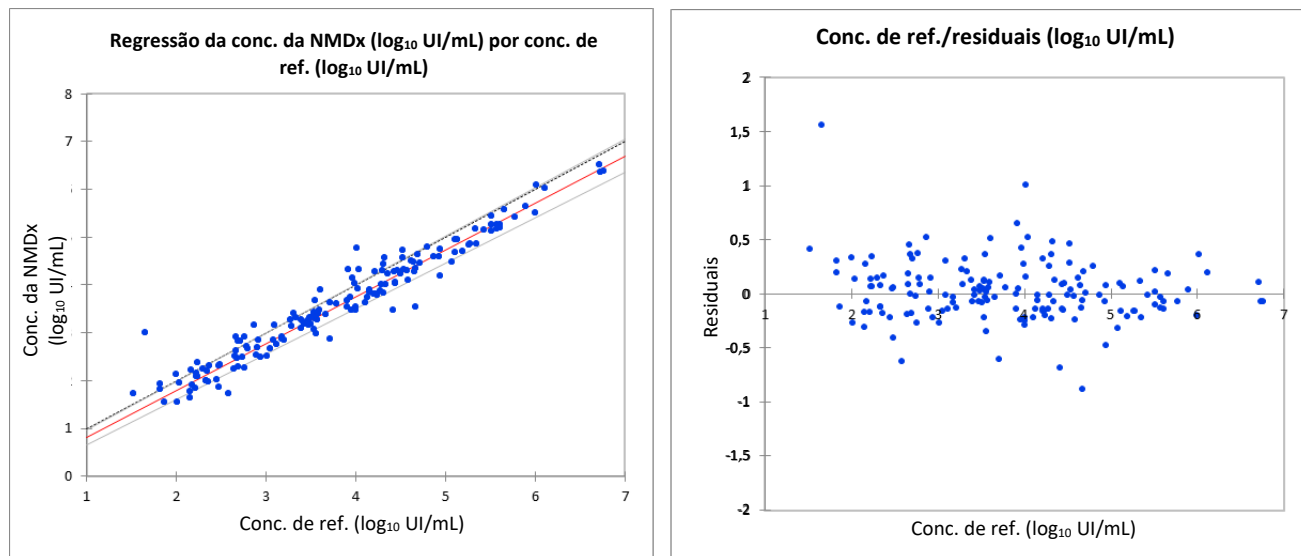 Regressão da conc. da NMDx (log₁₀ UI/mL) por conc. de
ref. (log₁₀ UI/mL)
8
7
1
0
1 2 3 4 5 6 7
Conc. da NMDx
(log₁₀ UI/mL)
Conc. de ref. (log₁₀ UI/mL)
Conc. de ref./residuais (log₁₀ UI/mL)
2
1,5
1
0,5
0
-0,5
-1
-1,5
-2
1 2 3 4 5 6 7
Residuais
Conc. de ref. (log₁₀ UI/mL)